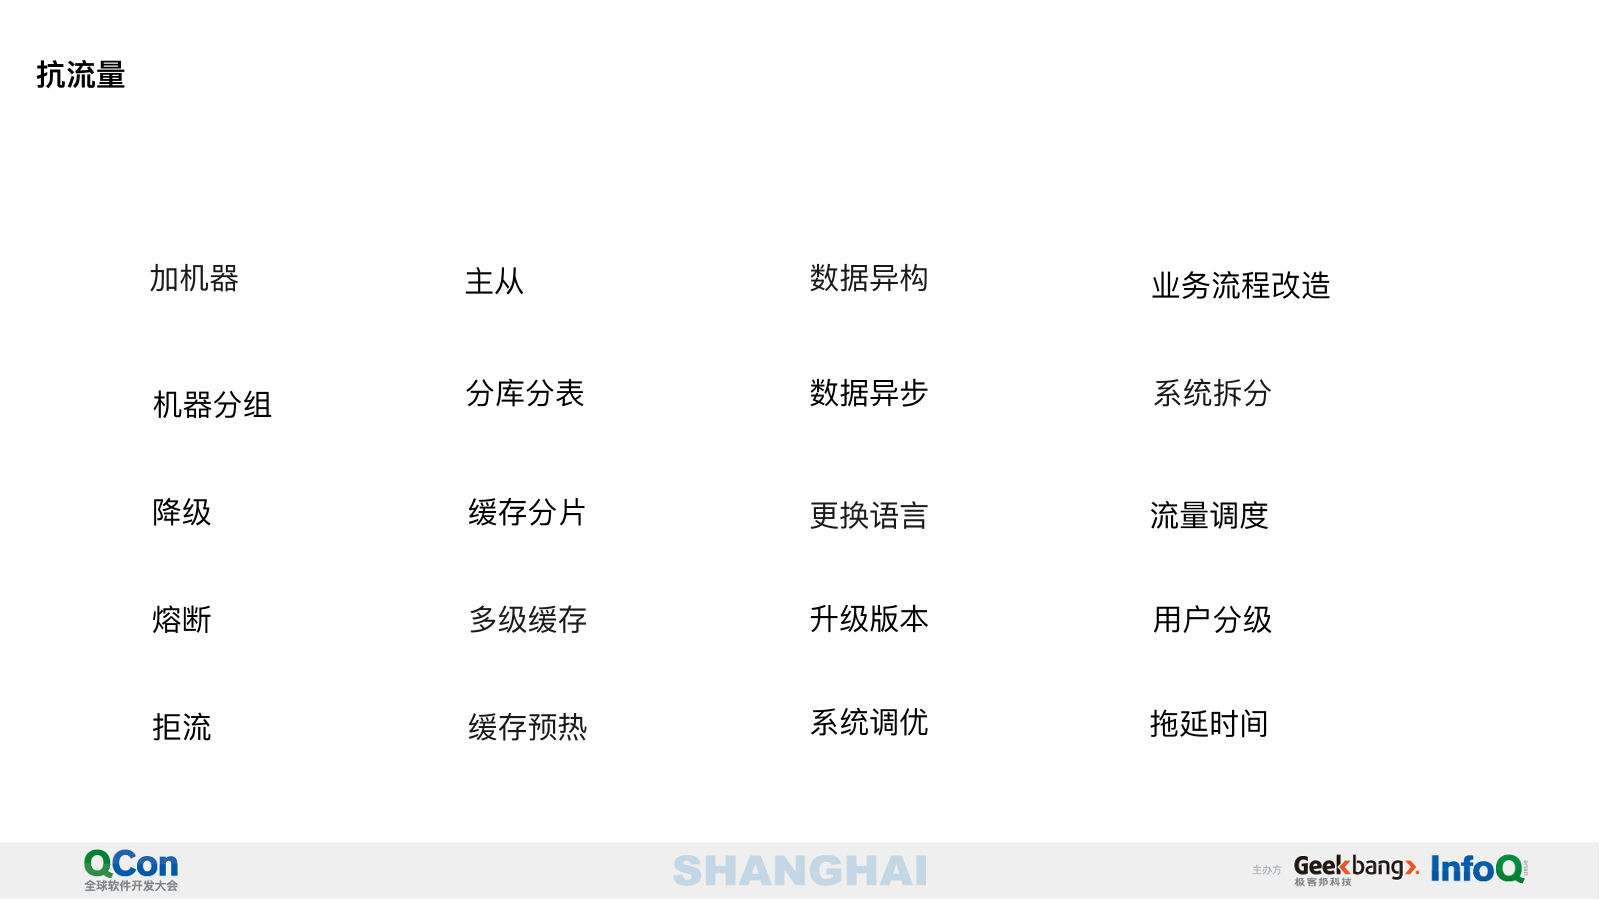 抗流量
加机器
主从
数据异构
业务流程改造
机器分组
分库分表
数据异步
系统拆分
降级
缓存分片
更换语言
流量调度
熔断
多级缓存
升级版本
用户分级
拒流
缓存预热
系统调优
拖延时间
QCon
全球软件开发大会
SHANGHAI
主办方
Geekbang>.
极客邦科技
InfoQ